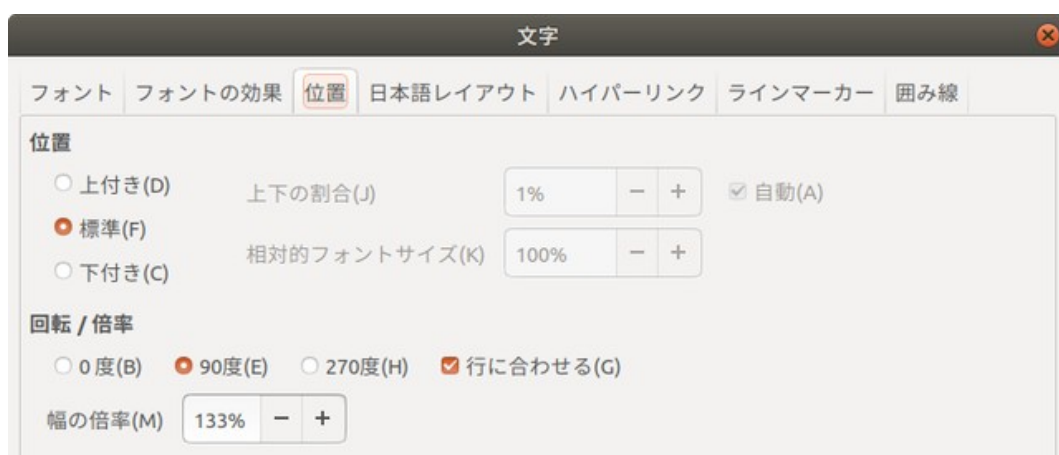 文字
フォント フォントの効果 位置 日本語レイアウト ハイパーリンク ラインマーカー 囲み線
位置
上付き(D)
上下の割合(J) 1% − + 自動(A)
標準(F)
相対的フォントサイズ(K) 100% − +
下付き(C)
回転 / 倍率
0 度(B) 90度(E) 270度(H) 行に合わせる(G)
幅の倍率(M) 133% − +